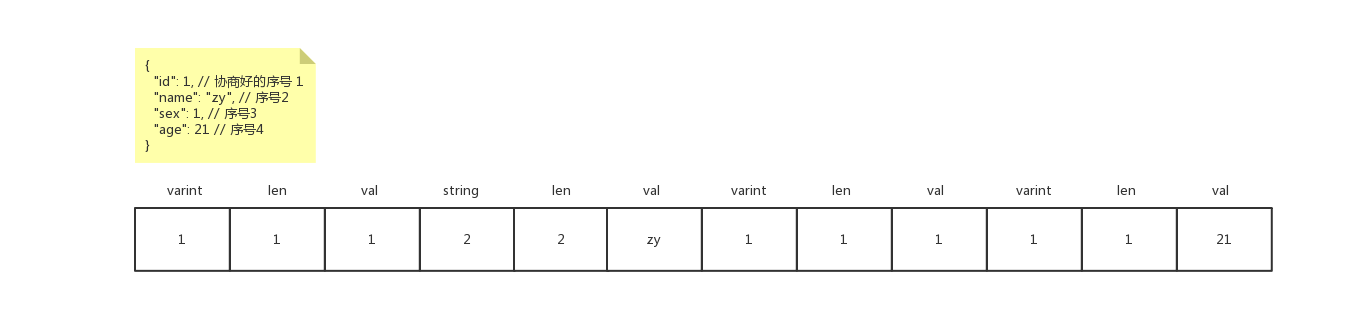 {
"id": 1, // 协商好的序号 1
"name": "zy", // 序号2
"sex": 1, // 序号3
"age": 21 // 序号4
}
varint len val string len val varint len val varint len val
1 1 1 2 2 zy 1 1 1 1 1 21